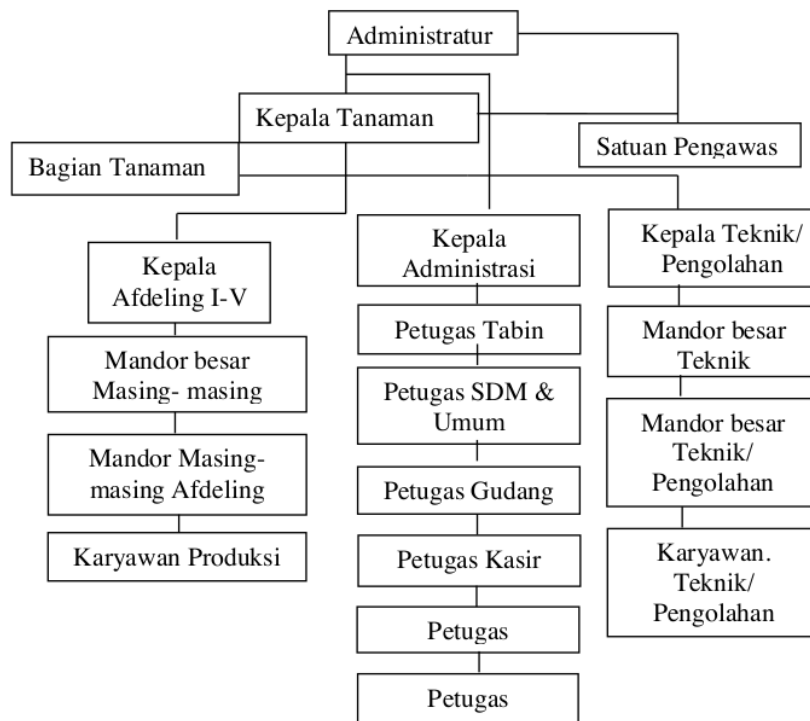 Administratur
Kepala Tanaman
Satuan Pengawas
Bagian Tanaman
Kepala
Afdeling I-V
Mandor besar
Masing- masing
Mandor Masing-
masing Afdeling
Karyawan Produksi
Kepala
Administrasi
Petugas Tabin
Petugas SDM &
Umum
Petugas Gudang
Petugas Kasir
Petugas
Petugas
Kepala Teknik/
Pengolahan
Mandor besar
Teknik
Mandor besar
Teknik/
Pengolahan
Karyawan.
Teknik/
Pengolahan